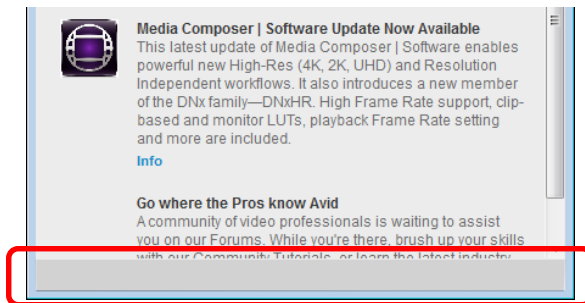 Media Composer | Software Update Now Available
This latest update of Media Composer | Software enables
powerful new High-Res (4K, 2K, UHD) and Resolution
Independent workflows. It also introduces a new member
of the DNx family—DNxHR. High Frame Rate support, clip-
based and monitor LUTs, playback Frame Rate setting
and more are included.
Info
Go where the Pros know Avid
A community of video professionals is waiting to assist
you on our Forums. While you're there, brush up your skills
with our Community Tutorials, or learn the latest industry